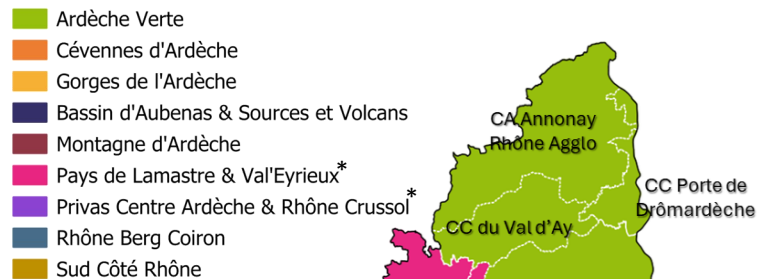 Ardèche Verte
Cévennes d'Ardèche
Gorges de l'Ardèche
Bassin d'Aubenas & Sources et Volcans
Montagne d'Ardèche
Pays de Lamastre & Val'Eyrieux*
Privas Centre Ardèche & Rhône Crussol*
Rhône Berg Coiron
Sud Côté Rhône
CA Annonay
Rhône Agglo
CC Porte de
Drômardèche
CC du Val d'Ay